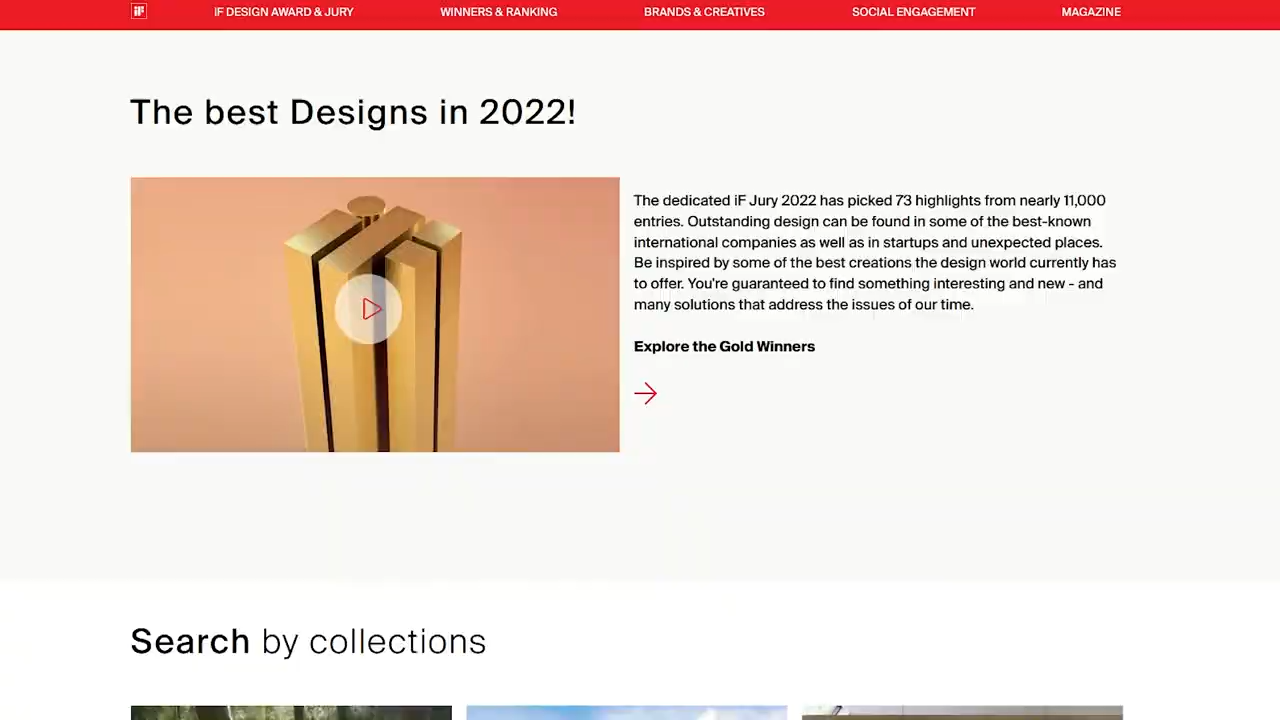 iF
IF DESIGN AWARD & JURY
WINNERS & RANKING
BRANDS & CREATIVES
SOCIAL ENGAGEMENT
MAGAZINE
The best Designs in 2022!
The dedicated iF Jury 2022 has picked 73 highlights from nearly 11,000
entries. Outstanding design can be found in some of the best-known
international companies as well as in startups and unexpected places.
Be inspired by some of the best creations the design world currently has
to offer. You're guaranteed to find something interesting and new - and
many solutions that address the issues of our time.
Explore the Gold Winners
Search by collections